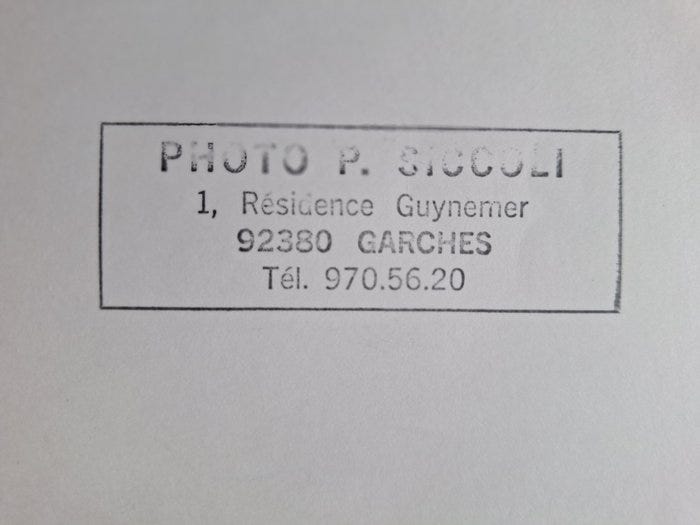 PHOTO P. SICCOLI
1, Résidence Guynemer
92380 GARCHES
Tél. 970.56.20